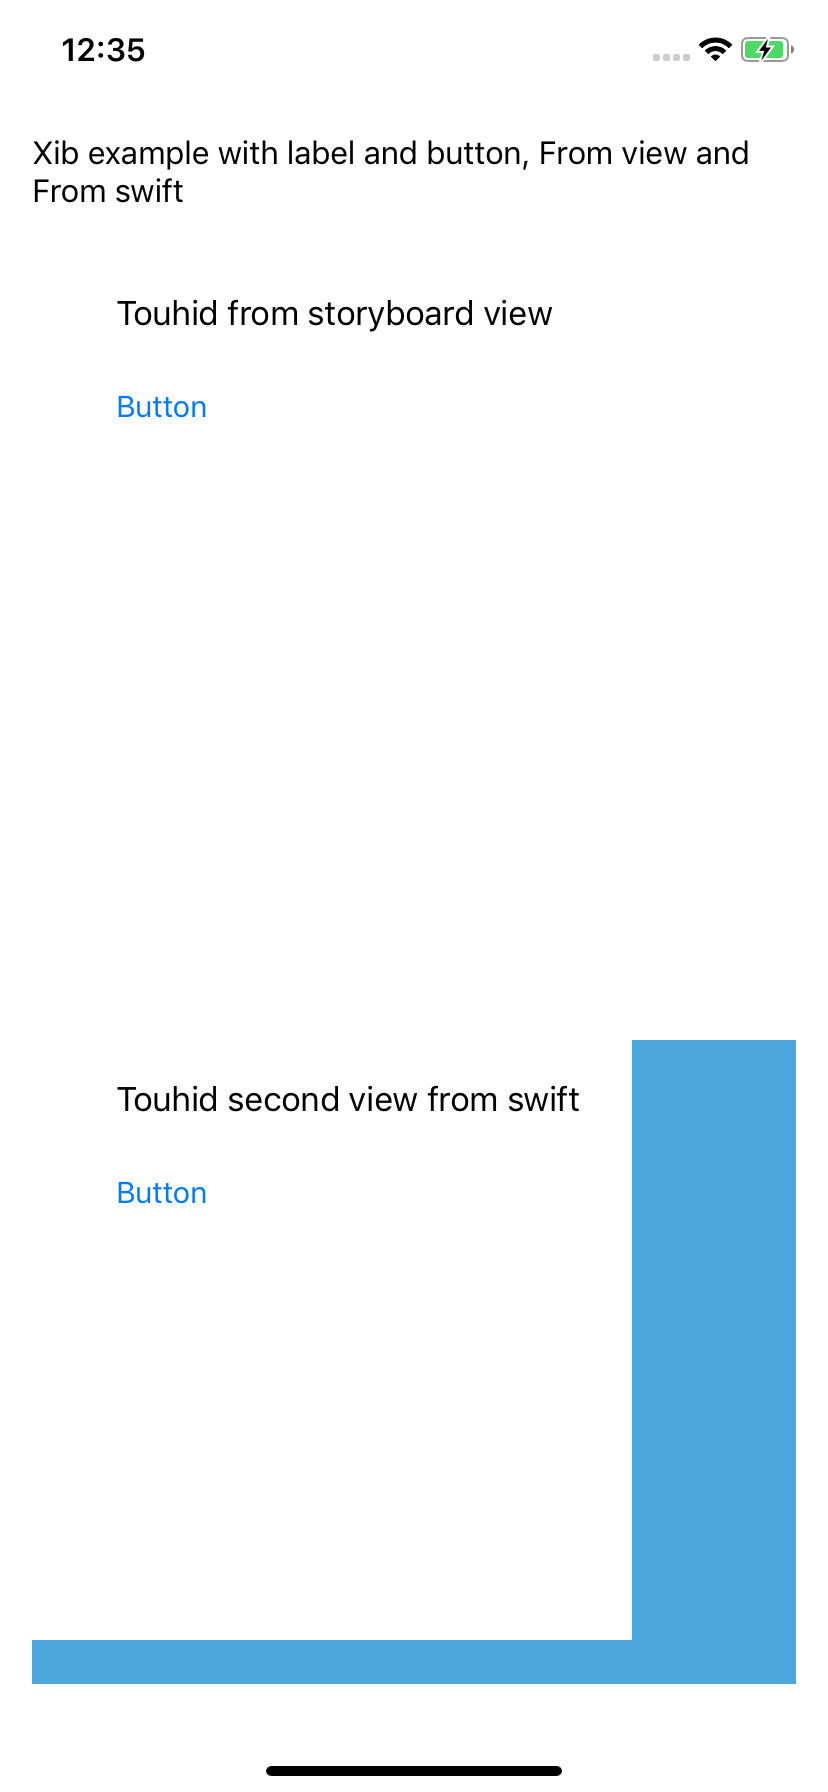 12:35
Xib example with label and button, From view and
From swift
Touhid from storyboard view
Button
Touhid second view from swift
Button